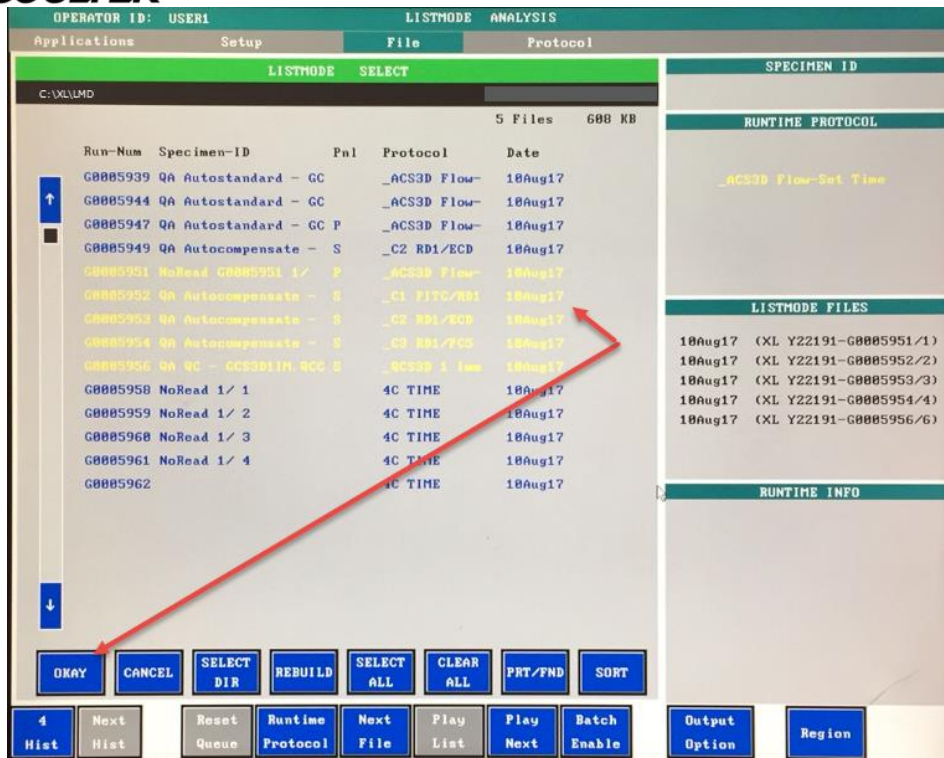 COULTER
OPERATOR ID: USER1 LISTMODE ANALYSIS
Applications Setup File Protocol
LISTMODE SELECT
C:\XL\LMD
5 Files 608 KB
Run-Num Specimen-ID Pnl Protocol Date
G0005939 QA Autostandard - GC _ACS3D Flow- 10Aug17
G0005944 QA Autostandard - GC _ACS3D Flow- 10Aug17
G0005947 QA Autostandard - GC P _ACS3D Flow- 10Aug17
G0005949 QA Autocompensate - S _C2 RD1/ECD 10Aug17
G0005951 NoRead G0005951 1/ P _ACS3D Flow- 10Aug17
G0005952 QA Autocompensate - S _C1 FITC/RD1 10Aug17
G0005953 QA Autocompensate - S _C2 RD1/ECD 10Aug17
G0005954 QA Autocompensate - S _C3 RD1/PC5 10Aug17
G0005956 QA QC - GCS3D1IM.QCC S _QCS3D 1 Imm 10Aug17
G0005958 NoRead 1/ 1 4C TIME 10Aug17
G0005959 NoRead 1/ 2 4C TIME 10Aug17
G0005960 NoRead 1/ 3 4C TIME 10Aug17
G0005961 NoRead 1/ 4 4C TIME 10Aug17
G0005962 4C TIME 10Aug17
OKAY CANCEL SELECT DIR REBUILD SELECT ALL CLEAR ALL PRT/FND SORT
SPECIMEN ID
RUNTIME PROTOCOL
_ACS3D Flow-Set Time
LISTMODE FILES
10Aug17 (XL Y22191-G0005951/1)
10Aug17 (XL Y22191-G0005952/2)
10Aug17 (XL Y22191-G0005953/3)
10Aug17 (XL Y22191-G0005954/4)
10Aug17 (XL Y22191-G0005956/6)
RUNTIME INFO
4 Hist Next Hist Reset Queue Runtime Protocol Next File Play List Play Next Batch Enable Output Option Region